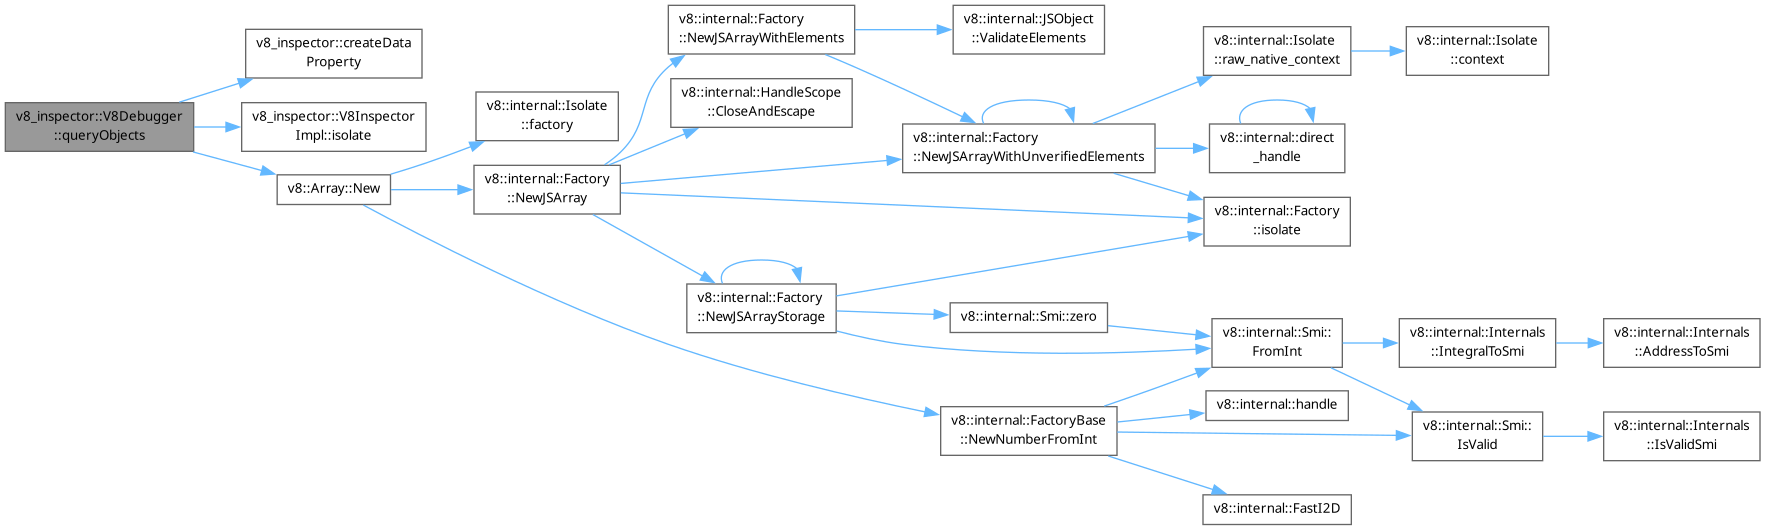 v8_inspector::V8Debugger
::queryObjects
v8_inspector::createData
Property
v8_inspector::V8Inspector
Impl::isolate
v8::Array::New
v8::internal::Isolate
::factory
v8::internal::Factory
::NewJSArray
v8::internal::Factory
::NewJSArrayWithElements
v8::internal::HandleScope
::CloseAndEscape
v8::internal::Factory
::NewJSArrayStorage
v8::internal::JSObject
::ValidateElements
v8::internal::Factory
::NewJSArrayWithUnverifiedElements
v8::internal::Smi::zero
v8::internal::FactoryBase
::NewNumberFromInt
v8::internal::Isolate
::raw_native_context
v8::internal::direct
_handle
v8::internal::Factory
::isolate
v8::internal::Smi::
FromInt
v8::internal::handle
v8::internal::FastI2D
v8::internal::Isolate
::context
v8::internal::Internals
::IntegralToSmi
v8::internal::Smi::
IsValid
v8::internal::Internals
::AddressToSmi
v8::internal::Internals
::IsValidSmi